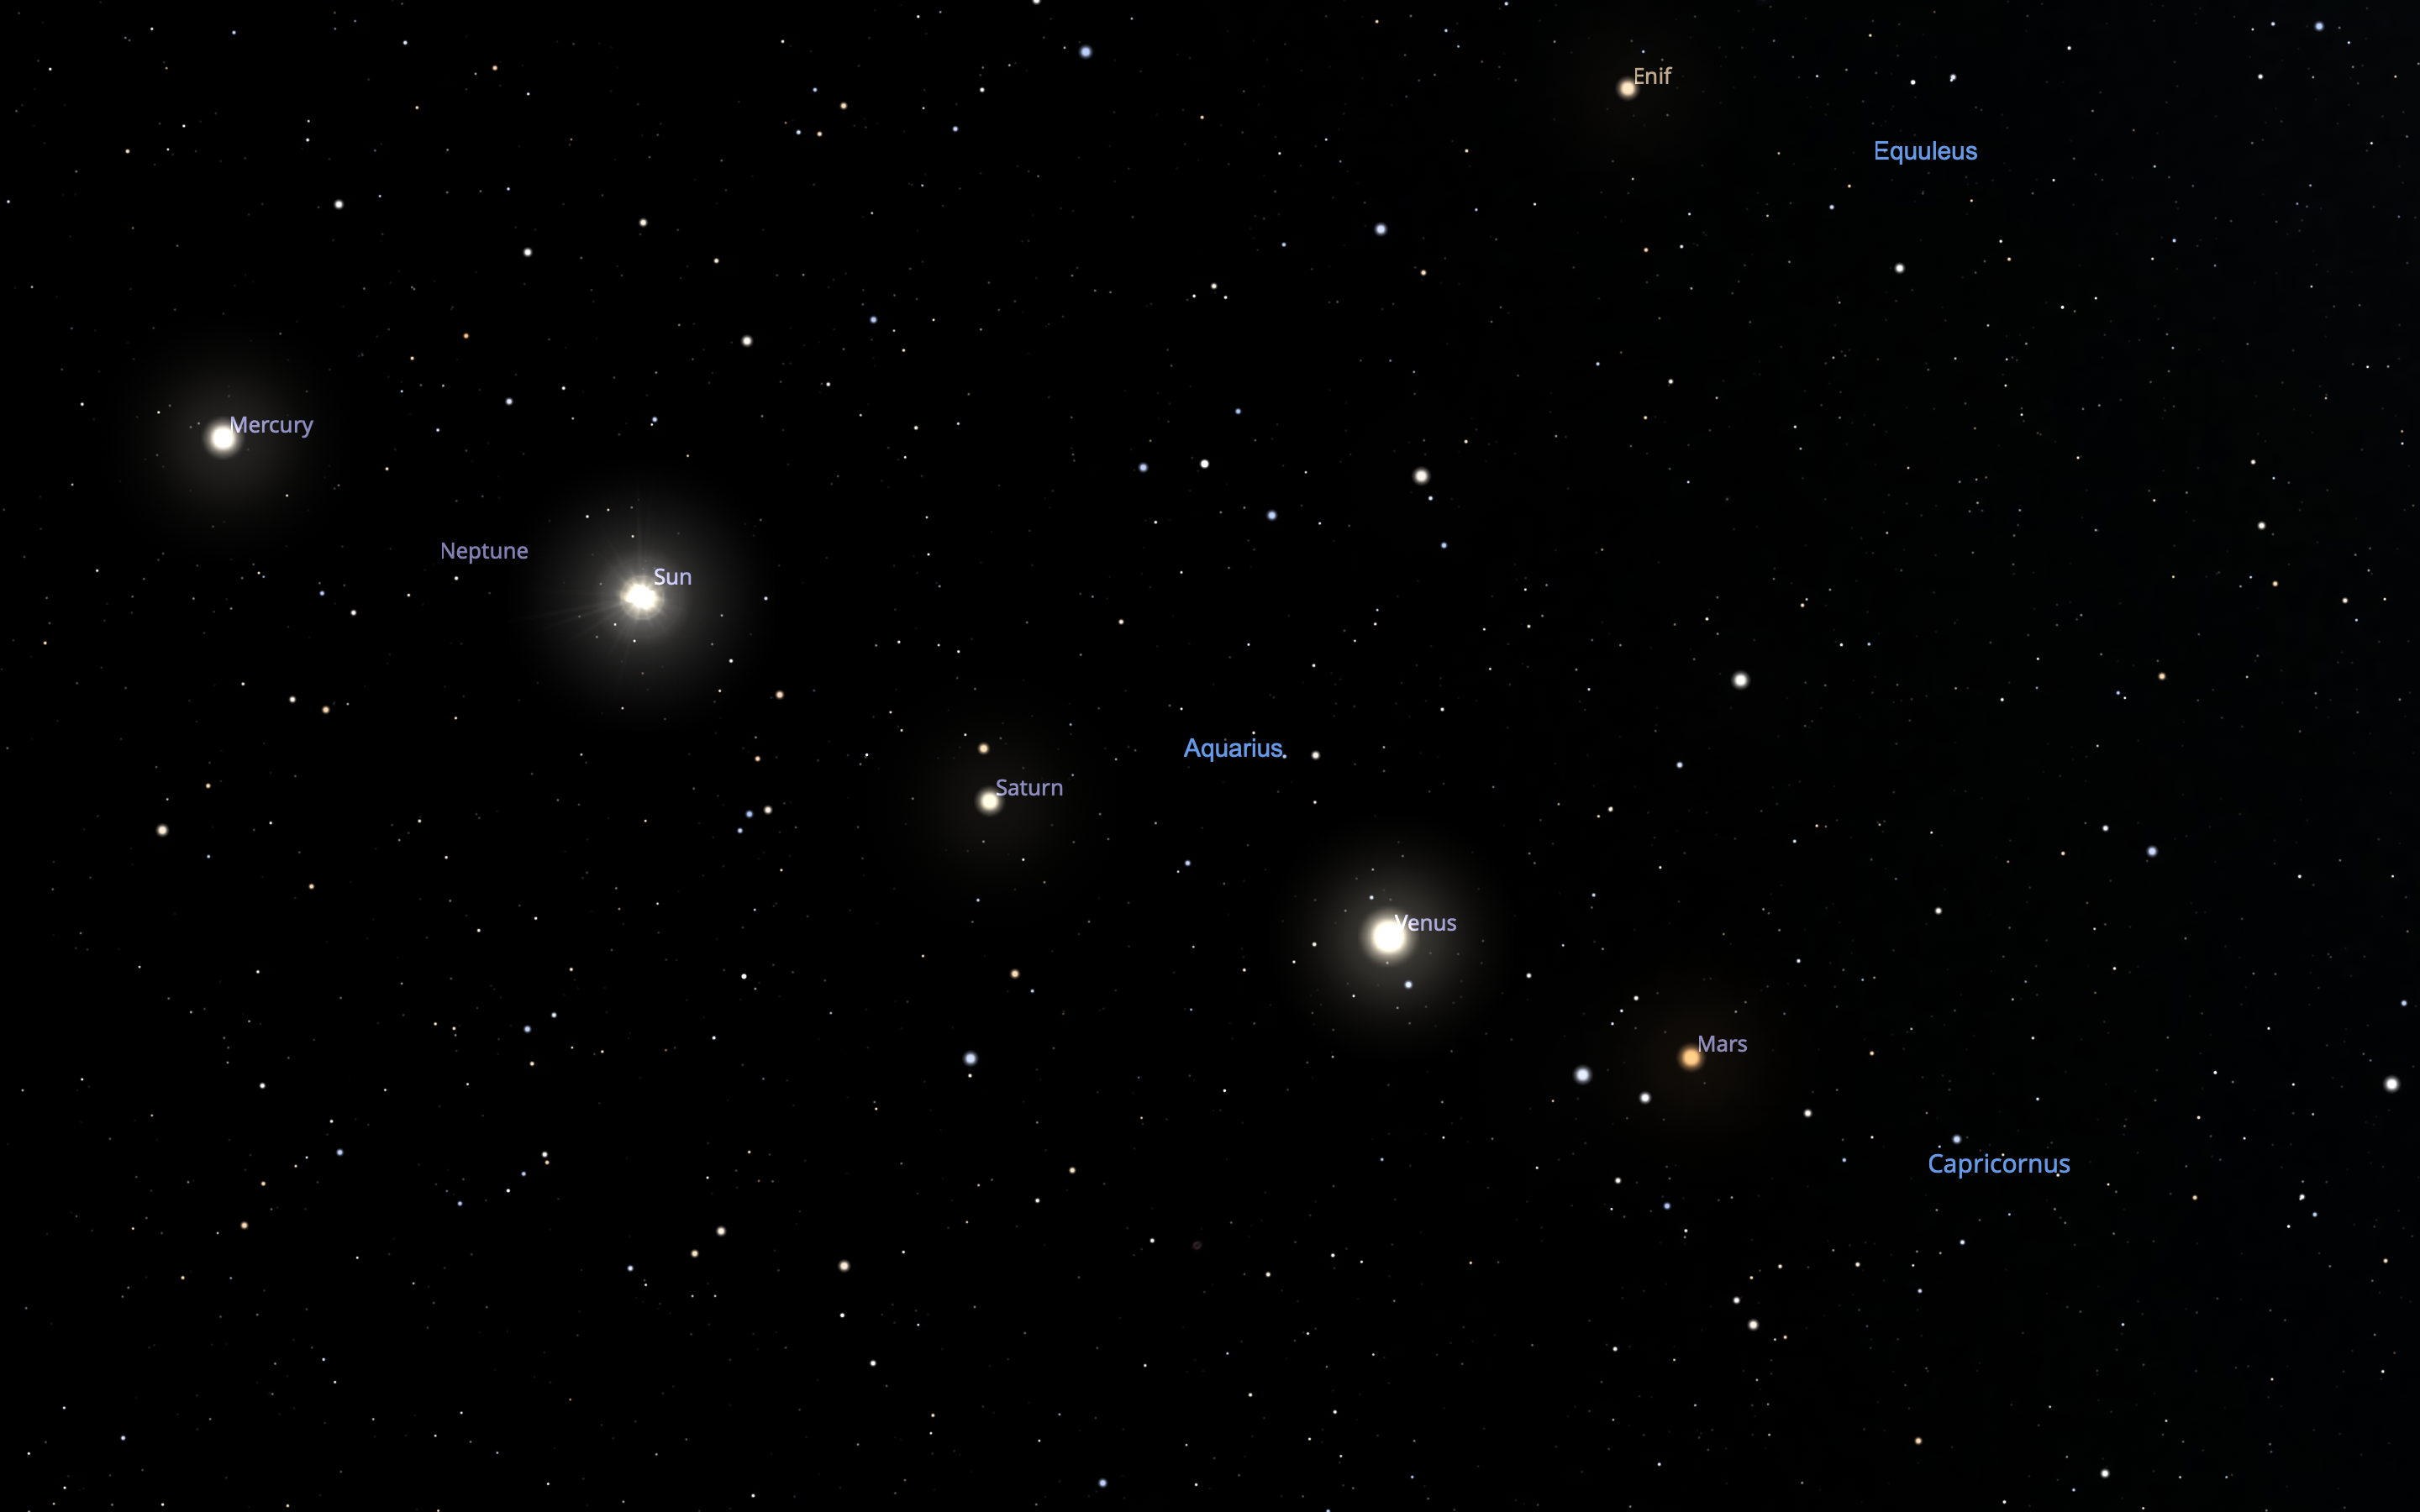 Enif
Equuleus
Mercury
Neptune
Sun
Aquarius
Saturn
Venus
Mars
Capricornus